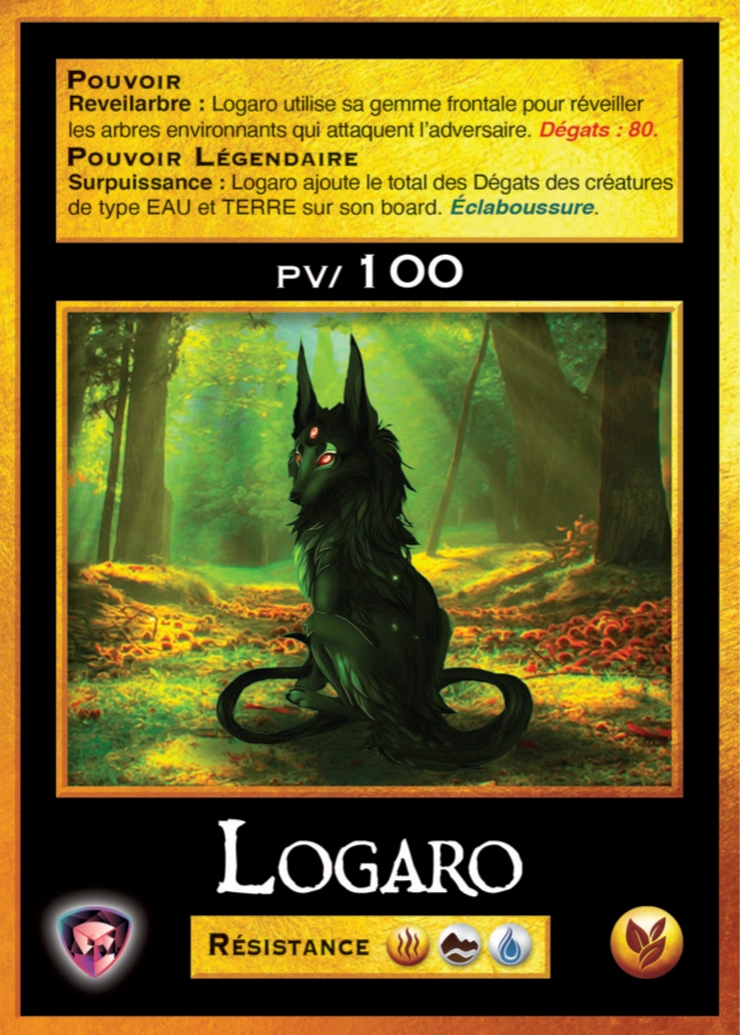 Pouvoir
Reveilarbre : Logaro utilise sa gemme frontale pour réveiller
les arbres environnants qui attaquent l'adversaire. Dégats : 80.
Pouvoir Légendaire
Surpuissance : Logaro ajoute le total des Dégats des créatures
de type EAU et TERRE sur son board. Éclaboussure.
PV/ 100
Logaro
Résistance